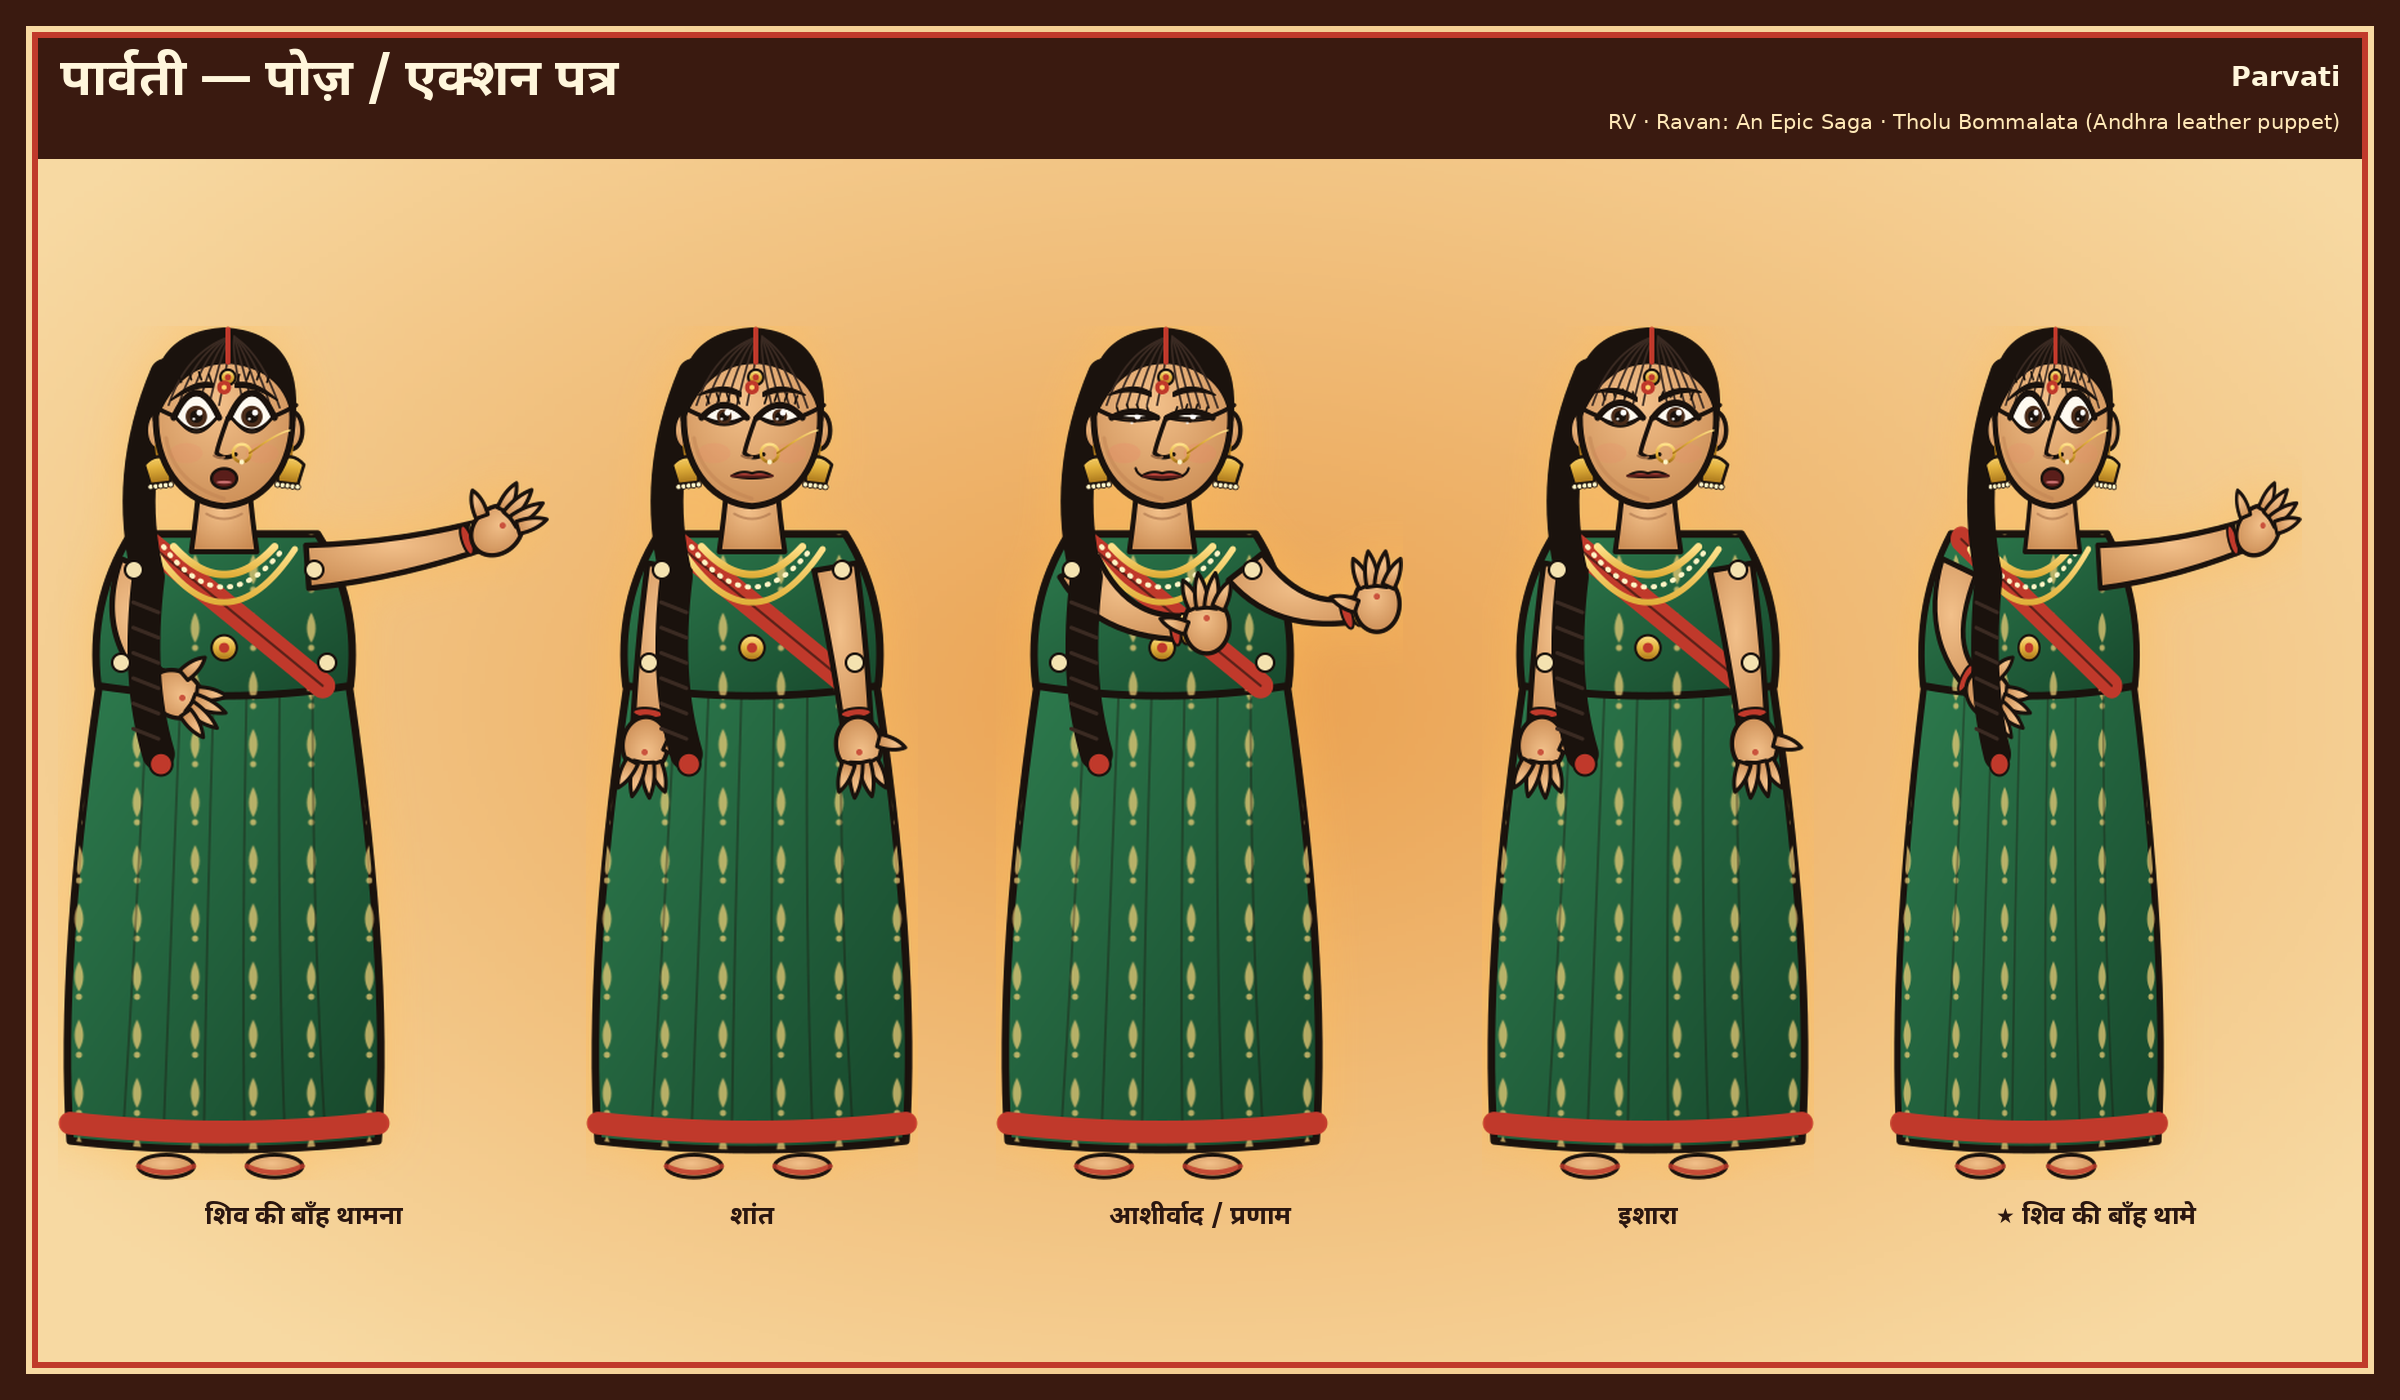 पार्वती — पोज़ / एक्शन पत्र
Parvati
RV · Ravan: An Epic Saga · Tholu Bommalata (Andhra leather puppet)
शिव की बाँह थामना
शांत
आशीर्वाद / प्रणाम
इशारा
★ शिव की बाँह थामे